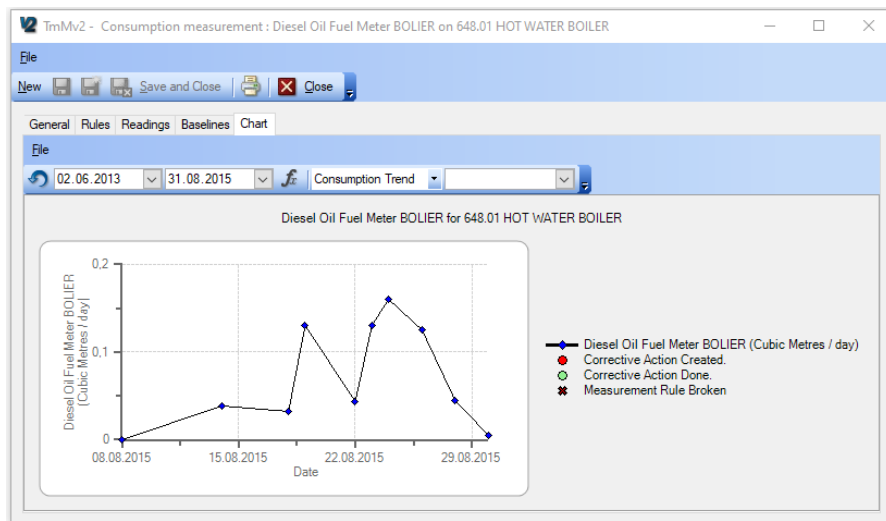 TmMv2 - Consumption measurement : Diesel Oil Fuel Meter BOLIER on 648.01 HOT WATER BOILER
File
New Save and Close Close
General Rules Readings Baselines Chart
File
02.06.2013 31.08.2015 Consumption Trend
Diesel Oil Fuel Meter BOLIER for 648.01 HOT WATER BOILER
Diesel Oil Fuel Meter BOLIER
(Cubic Metres / day)
0,2
0,1
0
08.08.2015 15.08.2015 22.08.2015 29.08.2015
Date
Diesel Oil Fuel Meter BOLIER (Cubic Metres / day)
Corrective Action Created.
Corrective Action Done.
Measurement Rule Broken